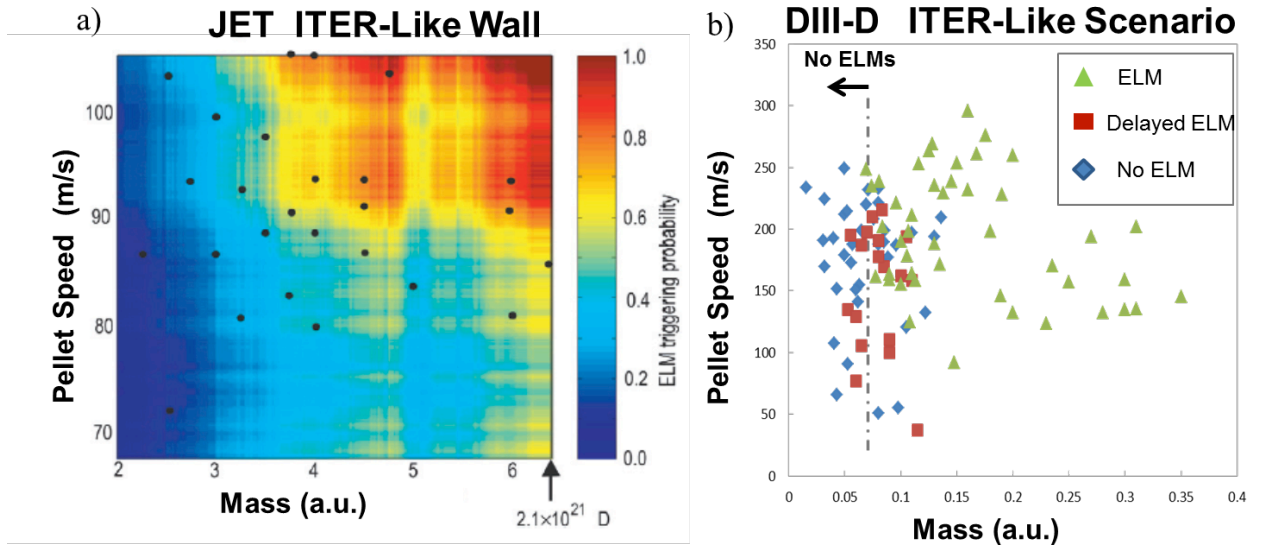 a)
JET ITER-Like Wall
Pellet Speed (m/s)
100
90
80
70
2
3
4
5
6
Mass (a.u.)
2.1×10²¹ D
1.0
0.8
0.6
0.4
0.2
0.0
ELM triggering probability
b)
DIII-D ITER-Like Scenario
Pellet Speed (m/s)
350
300
250
200
150
100
50
0
No ELMs
ELM
Delayed ELM
No ELM
0
0.05
0.1
0.15
0.2
0.25
0.3
0.35
0.4
Mass (a.u.)